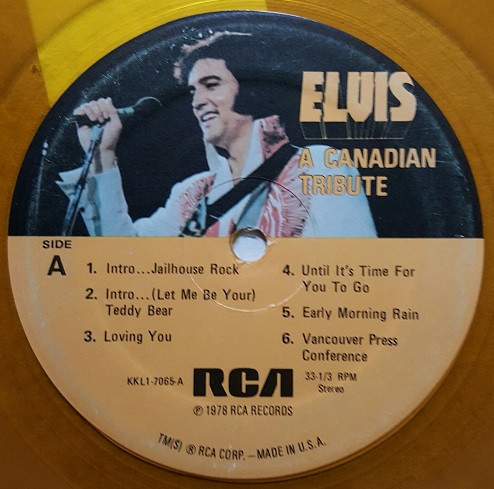 ELVIS
A CANADIAN
TRIBUTE
SIDE
A
1. Intro...Jailhouse Rock
2. Intro...(Let Me Be Your)
Teddy Bear
3. Loving You
4. Until It's Time For
You To Go
5. Early Morning Rain
6. Vancouver Press
Conference
KKL1-7065-A
RCA
33-1/3 RPM
Stereo
℗ 1978 RCA RECORDS
TM(S) ® RCA CORP.—MADE IN U.S.A.